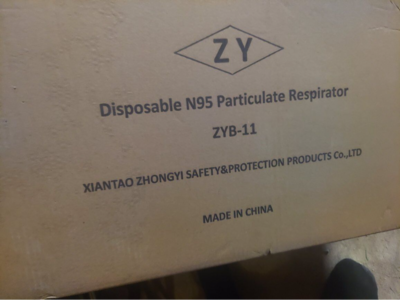 ZY
Disposable N95 Particulate Respirator
ZYB-11
XIANTAO ZHONGYI SAFETY&PROTECTION PRODUCTS Co.,LTD
MADE IN CHINA